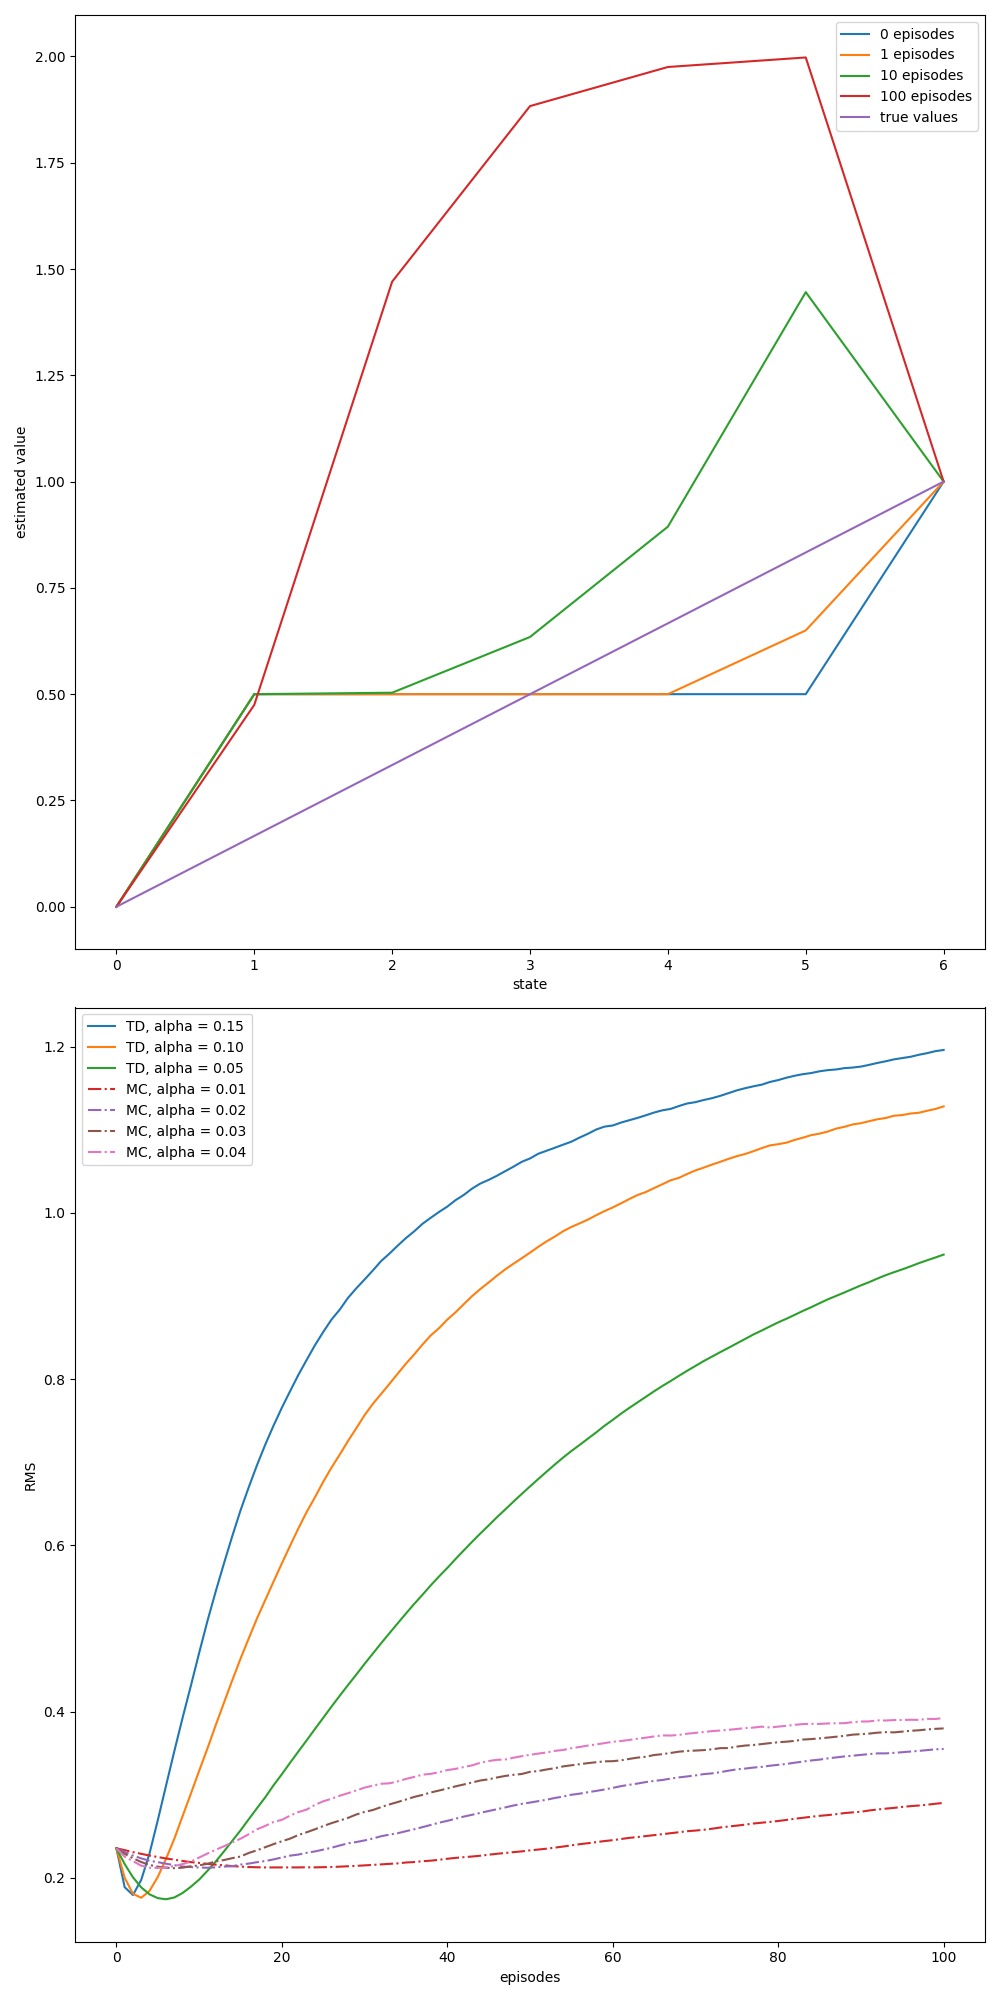 2.00
1.75
1.50
1.25
1.00
0.75
0.50
0.25
0.00
estimated value
0 episodes
1 episodes
10 episodes
100 episodes
true values
0 1 2 3 4 5 6
state
TD, alpha = 0.15
TD, alpha = 0.10
TD, alpha = 0.05
MC, alpha = 0.01
MC, alpha = 0.02
MC, alpha = 0.03
MC, alpha = 0.04
1.2
1.0
0.8
0.6
0.4
0.2
RMS
0 20 40 60 80 100
episodes